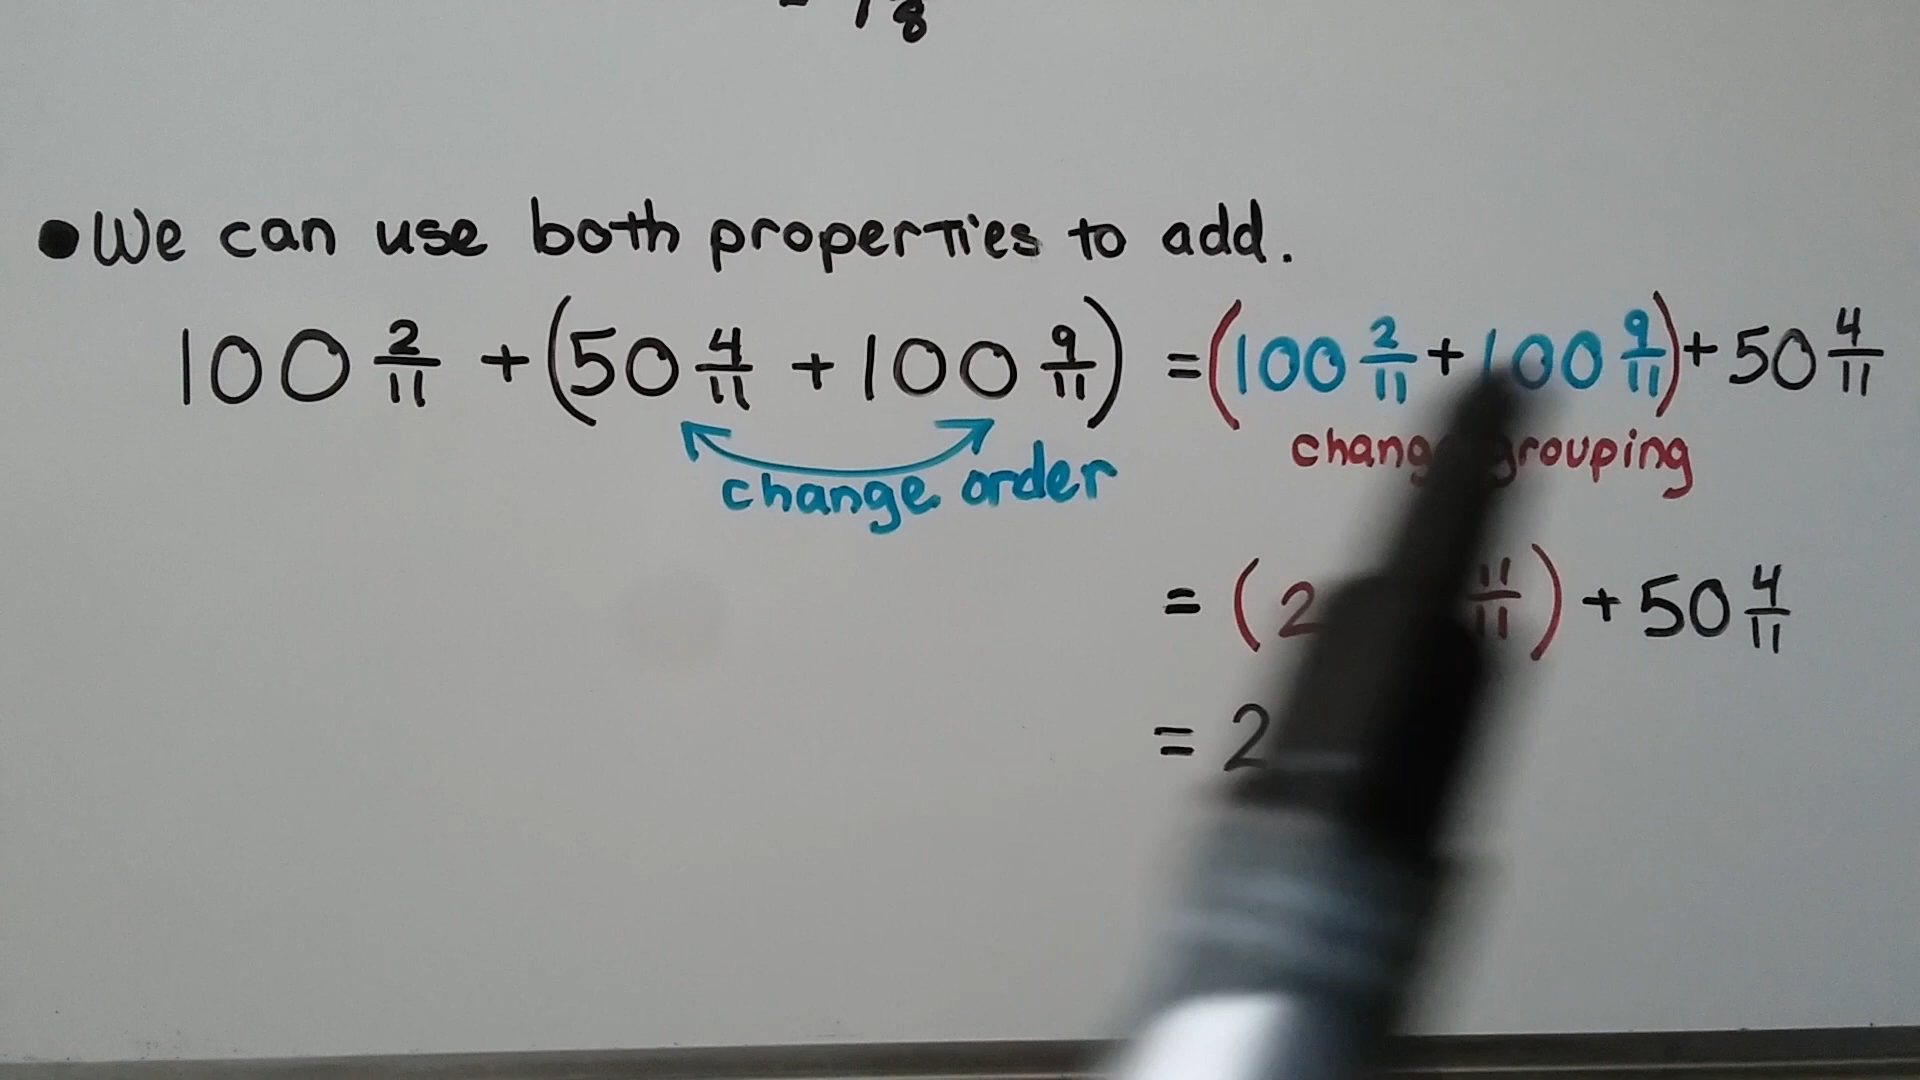 8
• We can use both properties to add.
100 2/11 + (50 4/11 + 100 9/11) = (100 2/11 + 100 9/11) + 50 4/11
change order
grouping
= (2 11/11) + 50 4/11
= 2